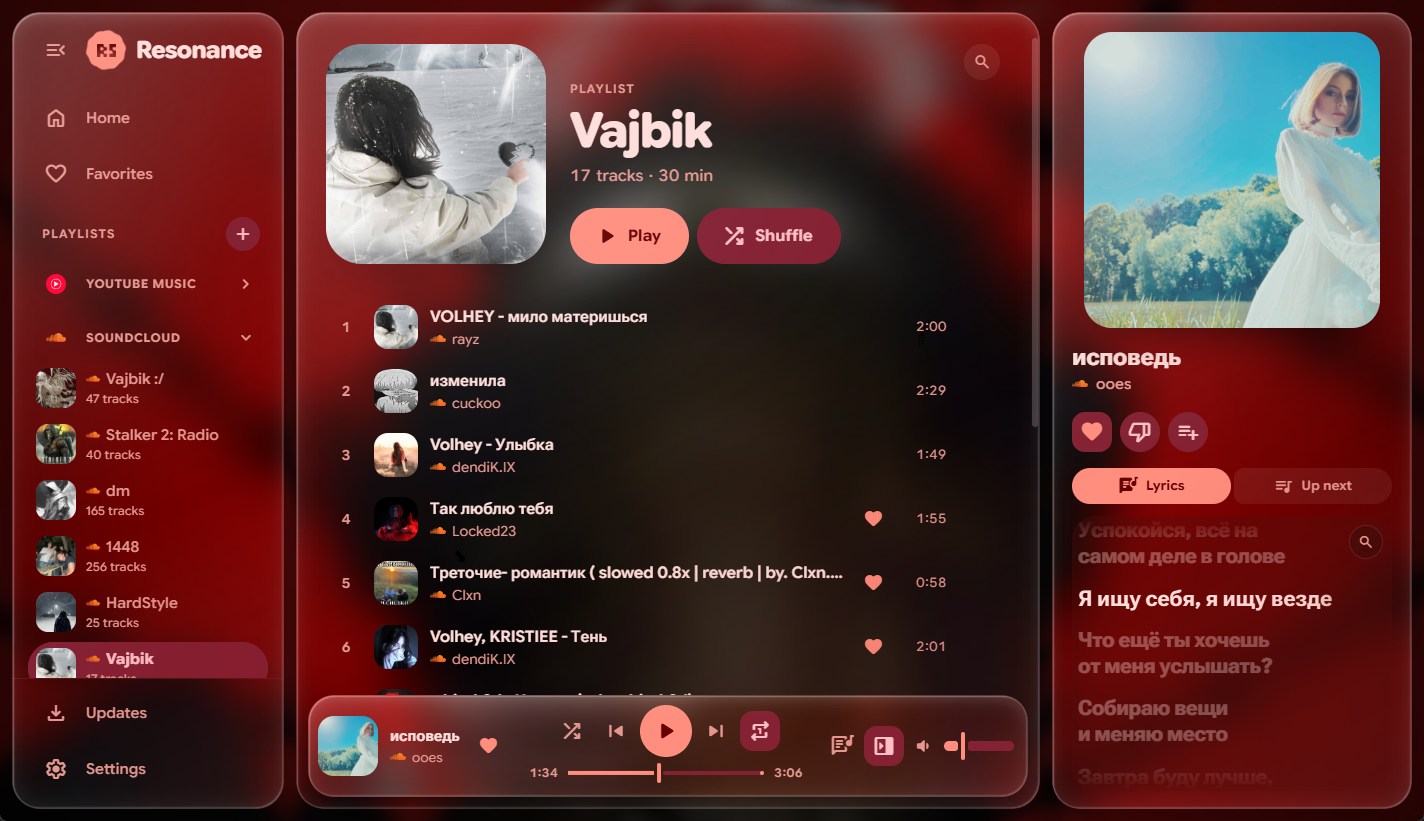 RS Resonance
Home
Favorites
PLAYLISTS
YOUTUBE MUSIC
SOUNDCLOUD
Vajbik :/
47 tracks
Stalker 2: Radio
40 tracks
dm
165 tracks
1448
256 tracks
HardStyle
25 tracks
Vajbik
17 tracks
Updates
Settings
PLAYLIST
Vajbik
17 tracks · 30 min
Play
Shuffle
1
VOLHEY - мило материшься
rayz
2:00
2
изменила
cuckoo
2:29
3
Volhey - Улыбка
dendiK.IX
1:49
4
Так люблю тебя
Locked23
1:55
5
Треточие- романтик ( slowed 0.8x | reverb | by. Clxn....
Clxn
0:58
6
Volhey, KRISTIEE - Тень
dendiK.IX
2:01
исповедь
ooes
1:34
3:06
исповедь
ooes
Lyrics
Up next
Успокойся, всё на
самом деле в голове
Я ищу себя, я ищу везде
Что ещё ты хочешь
от меня услышать?
Собираю вещи
и меняю место
Завтра буду лучше,